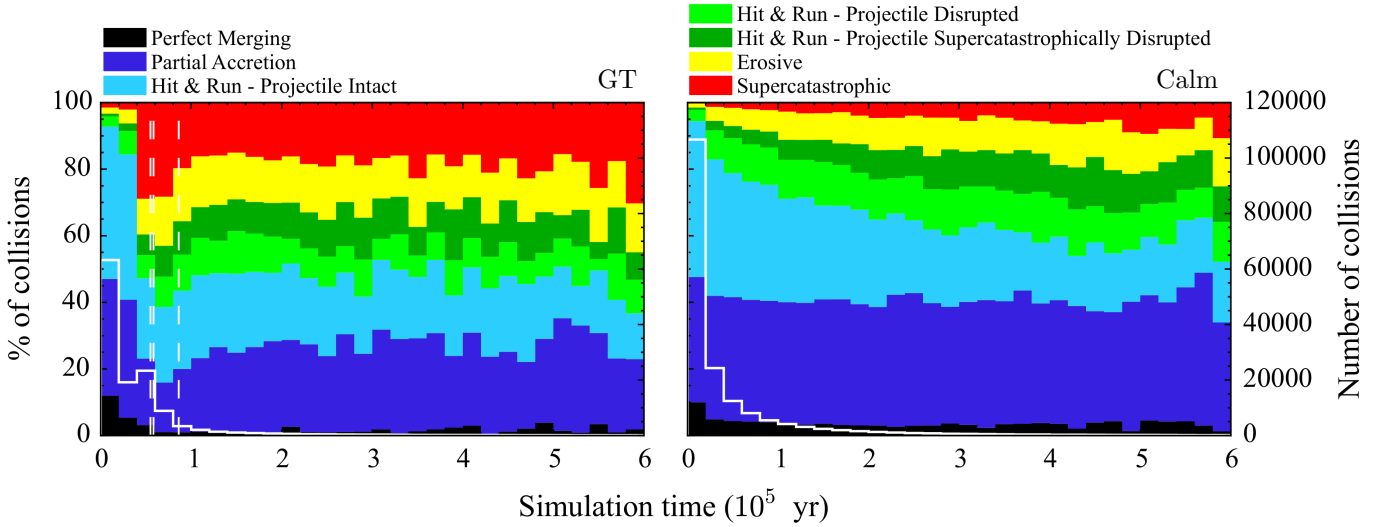 Perfect Merging
Partial Accretion
Hit & Run - Projectile Intact
GT
Hit & Run - Projectile Disrupted
Hit & Run - Projectile Supercatastrophically Disrupted
Erosive
Supercatastrophic
Calm
% of collisions
100
80
60
40
20
0
0 1 2 3 4 5 6
0 1 2 3 4 5 6
120000
100000
80000
60000
40000
20000
0
Number of collisions
Simulation time (10⁵ yr)